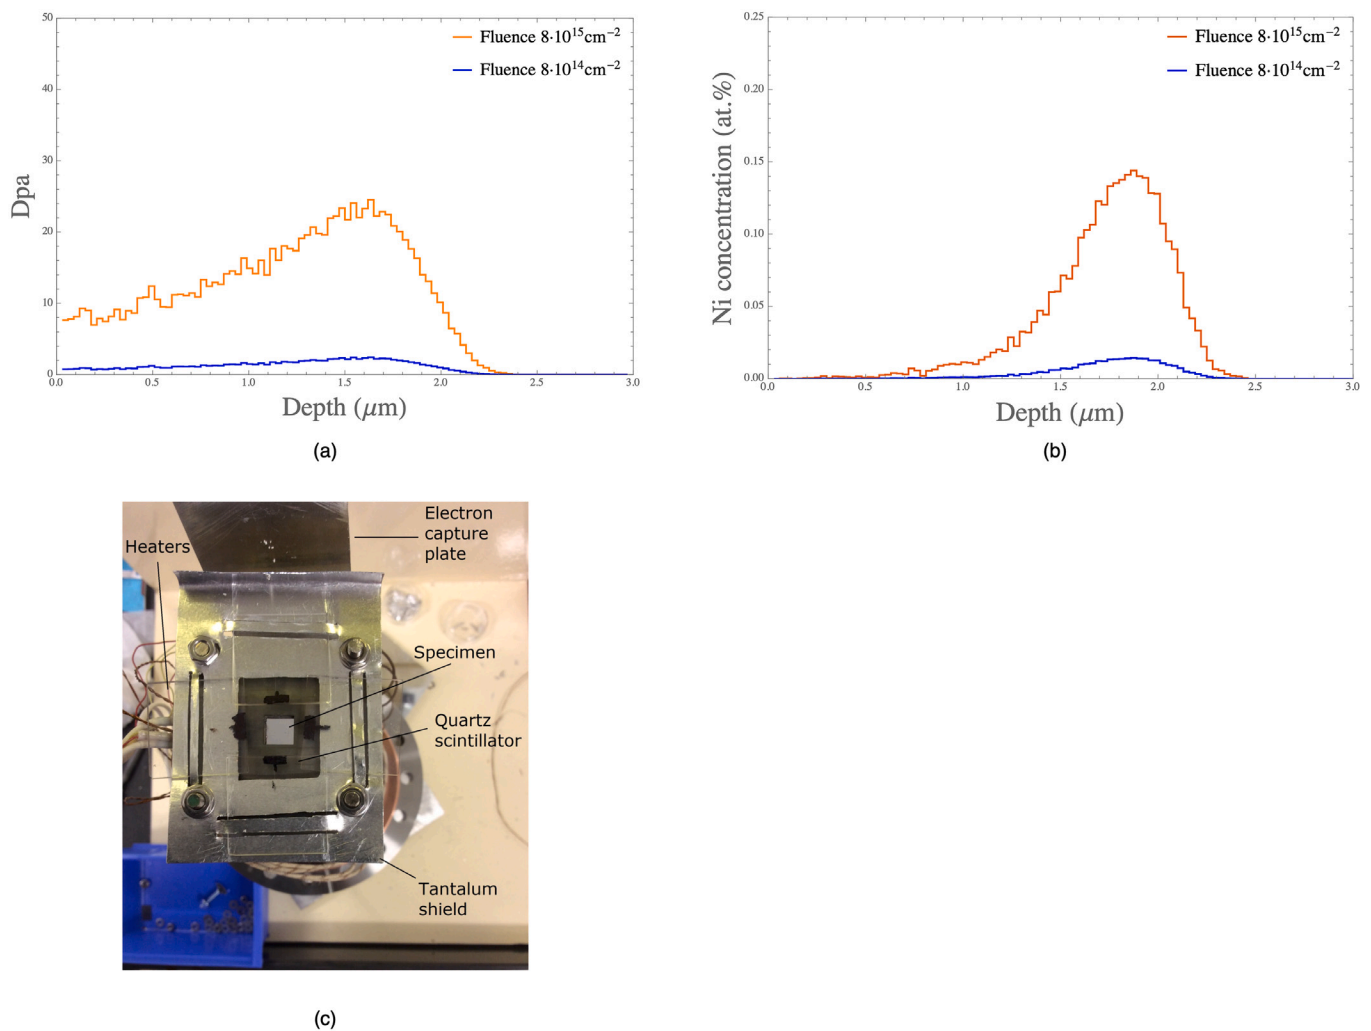 50
40
30
20
10
0
Dpa
Fluence 8·10¹⁵cm⁻²
Fluence 8·10¹⁴cm⁻²
0.0 0.5 1.0 1.5 2.0 2.5 3.0
Depth (μm)
(a)
0.25
0.20
0.15
0.10
0.05
0.00
Ni concentration (at.%)
Fluence 8·10¹⁵cm⁻²
Fluence 8·10¹⁴cm⁻²
0.0 0.5 1.0 1.5 2.0 2.5 3.0
Depth (μm)
(b)
Electron
capture
plate
Heaters
Specimen
Quartz
scintillator
Tantalum
shield
(c)